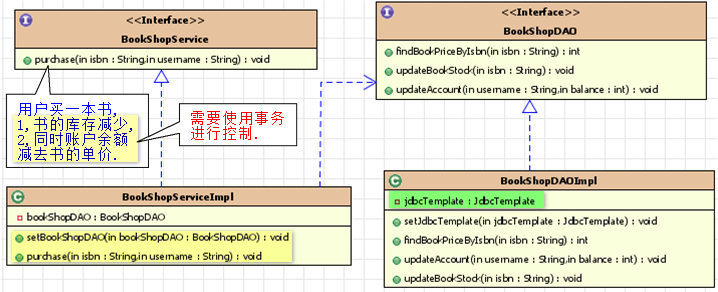 <<Interface>>
BookShopService
purchase(in isbn : String,in username : String) : void
用户买一本书,
1,书的库存减少,
2,同时账户余额
减去书的单价.
需要使用事务
进行控制.
BookShopServiceImpl
bookShopDAO : BookShopDAO
setBookShopDAO(in bookShopDAO : BookShopDAO) : void
purchase(in isbn : String,in username : String) : void
<<Interface>>
BookShopDAO
findBookPriceByIsbn(in isbn : String) : int
updateBookStock(in isbn : String) : void
updateAccount(in username : String,in balance : int) : void
BookShopDAOImpl
jdbcTemplate : JdbcTemplate
setJdbcTemplate(in jdbcTemplate : JdbcTemplate) : void
findBookPriceByIsbn(in isbn : String) : int
updateAccount(in username : String,in balance : int) : void
updateBookStock(in isbn : String) : void